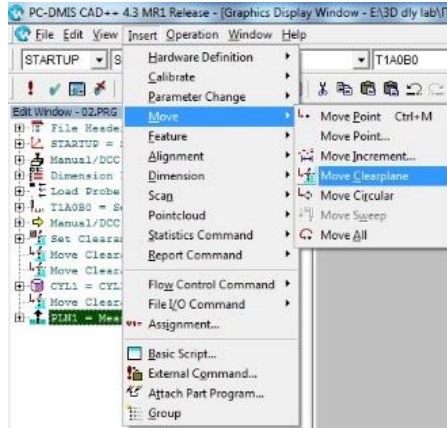 PC-DMIS CAD++ 4.3 MR1 Release - [Graphics Display Window - E:\3D dly lab\
File Edit View Insert Operation Window Help
STARTUP
T1A0B0
Edit Window - 02.PRG
File Heade
STARTUP =
Manual/DCC
Dimension
Load Probe
T1A0B0 = S
Manual/DCC
Set Clearan
Move Clear
Move Clear
CYL1 = CYL
Move Clear
PLN1 = Mea
Hardware Definition
Calibrate
Parameter Change
Move
Feature
Alignment
Dimension
Scan
Pointcloud
Statistics Command
Report Command
Flow Control Command
File I/O Command
Assignment...
Basic Script...
External Command...
Attach Part Program...
Group
Move Point Ctrl+M
Move Point...
Move Increment...
Move Clearplane
Move Circular
Move Sweep
Move All